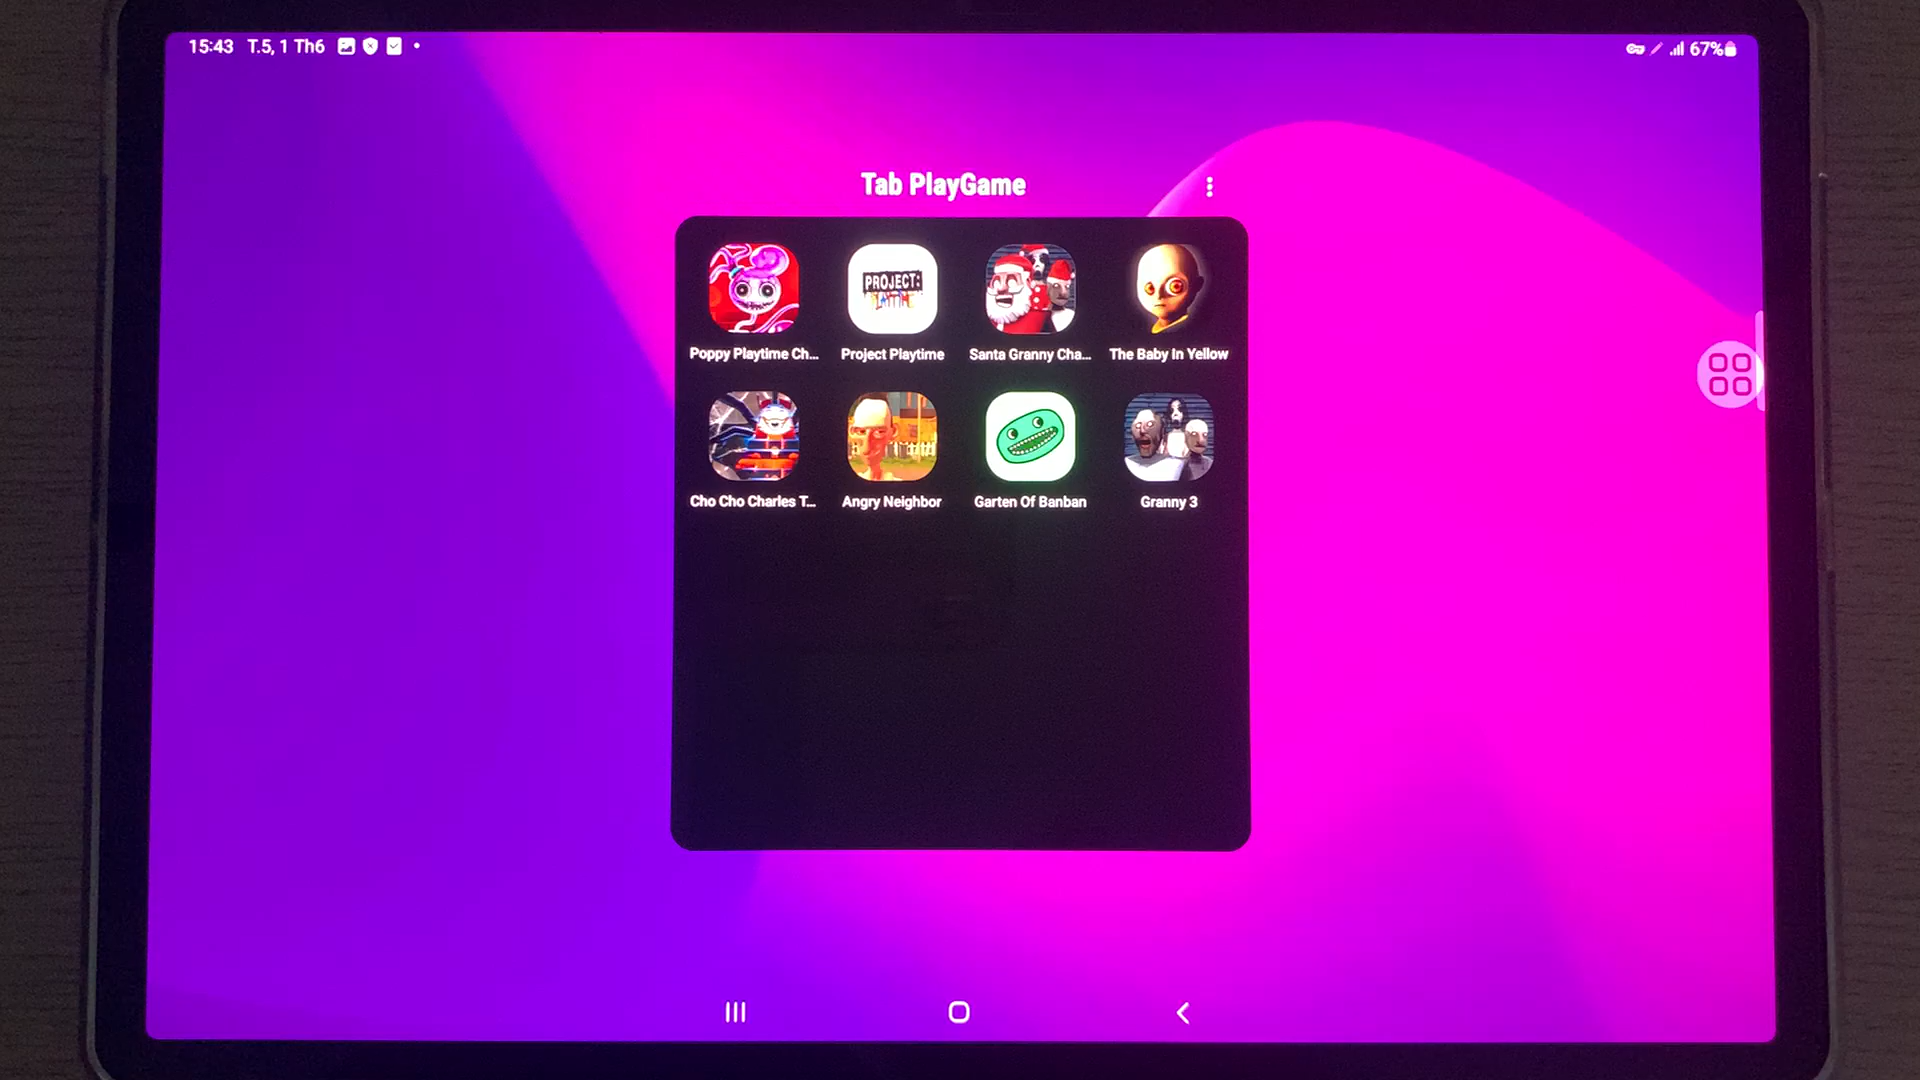 15:43 T.5, 1 Th6
67%
Tab PlayGame
PROJECT:
Poppy Playtime Ch...
Project Playtime
Santa Granny Cha...
The Baby In Yellow
Cho Cho Charles T...
Angry Neighbor
Garten Of Banban
Granny 3